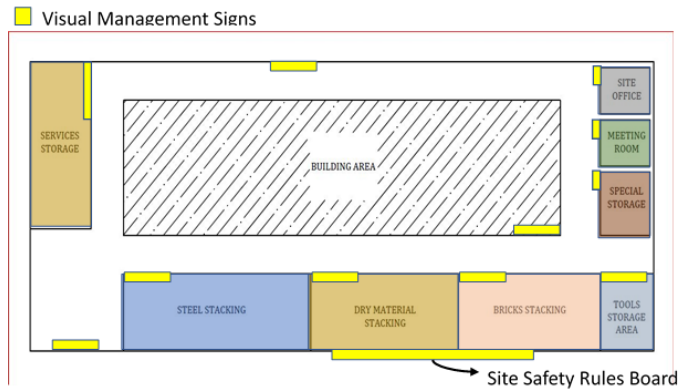 Visual Management Signs
SITE
OFFICE
SERVICES
STORAGE
MEETING
ROOM
BUILDING AREA
SPECIAL
STORAGE
STEEL STACKING
DRY MATERIAL
STACKING
BRICKS STACKING
TOOLS
STORAGE
AREA
Site Safety Rules Board